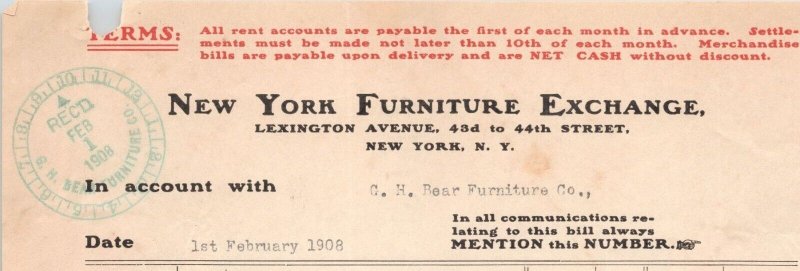 TERMS: All rent accounts are payable the first of each month in advance. Settle-
ments must be made not later than 10th of each month. Merchandise
bills are payable upon delivery and are NET CASH without discount.
REC'D
FEB
1
1908
NEW YORK FURNITURE EXCHANGE,
LEXINGTON AVENUE, 43d to 44th STREET,
NEW YORK, N. Y.
In account with G. H. Bear Furniture Co.,
In all communications re-
lating to this bill always
MENTION this NUMBER.
Date 1st February 1908